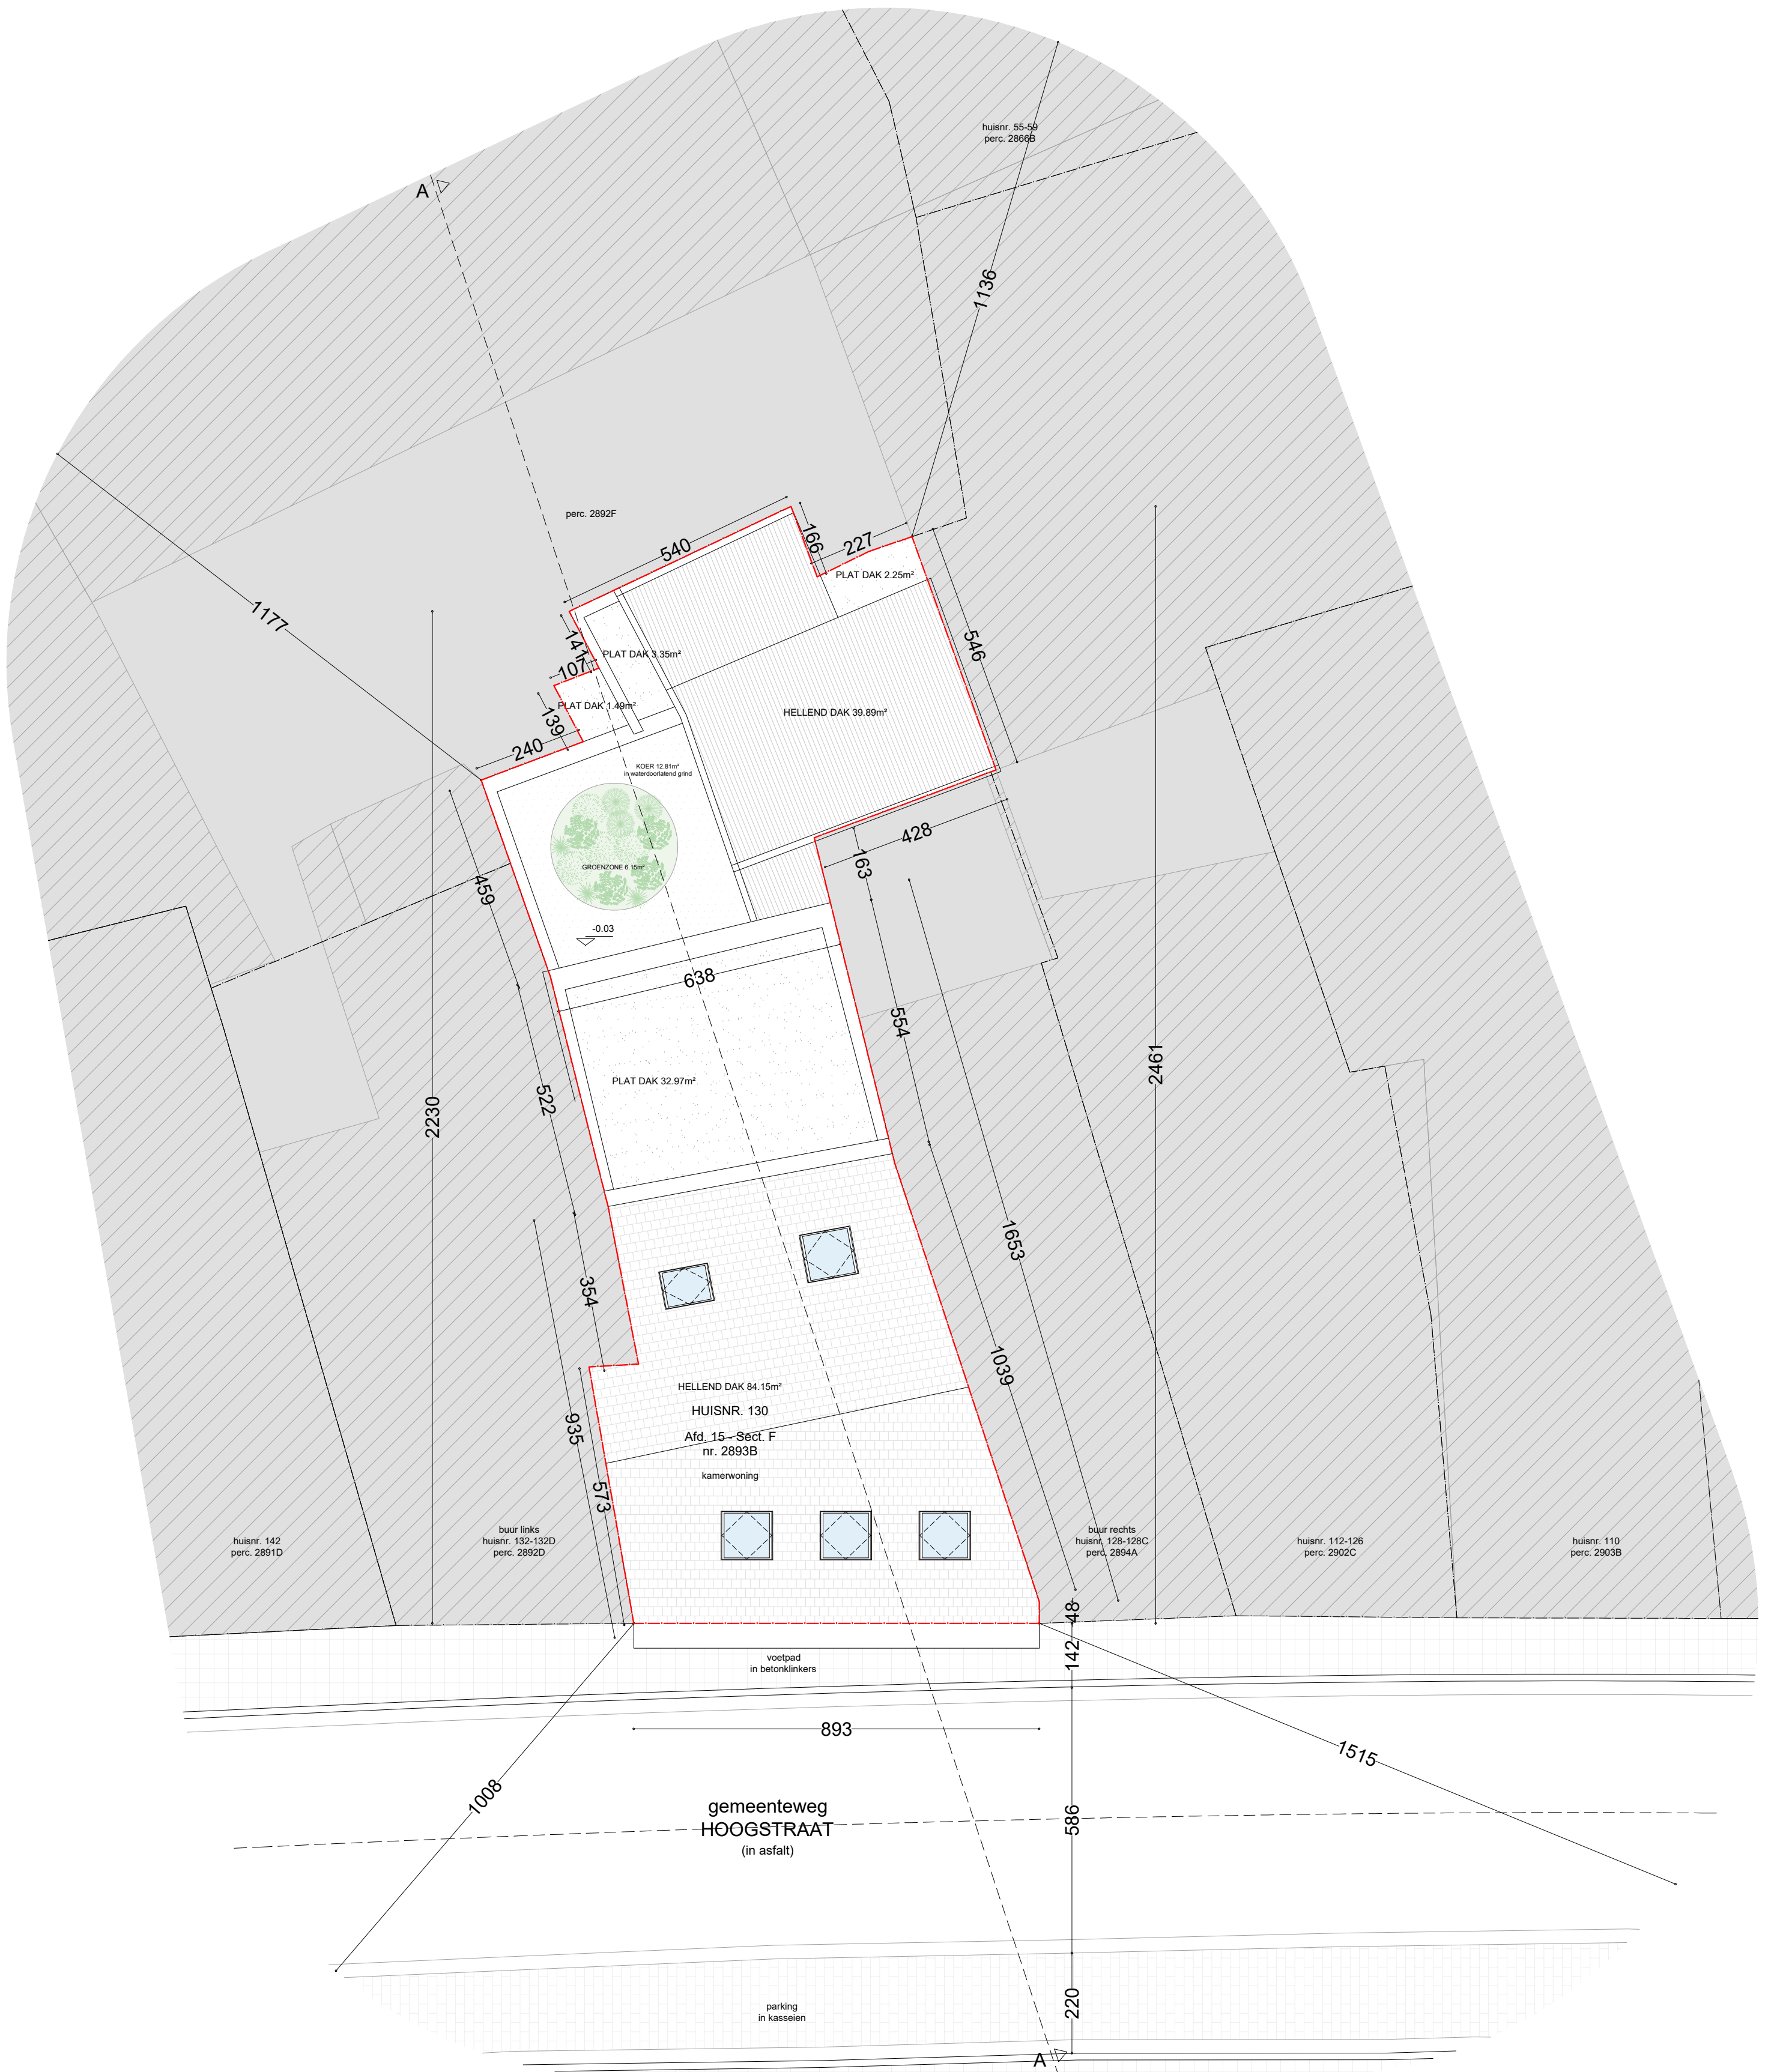 huisnr. 55-59
perc. 2866B
A
1136
perc. 2892F
540
166
227
1177
PLAT DAK 2.25m²
141
PLAT DAK 3.35m²
546
107
PLAT DAK 1.49m²
139
HELLEND DAK 39.89m²
240
KOER 12.81m²
in waterdoorlatend grind
428
163
GROENZONE 6.15m²
459
-0.03
638
554
2461
PLAT DAK 32.97m²
522
2230
1653
354
1039
HELLEND DAK 84.15m²
HUISNR. 130
935
Afd. 15 - Sect. F
nr. 2893B
kamerwoning
573
huisnr. 142
perc. 2891D
buur links
huisnr. 132-132D
perc. 2892D
buur rechts
huisnr. 128-128C
perc. 2894A
huisnr. 112-126
perc. 2902C
huisnr. 110
perc. 2903B
48
142
voetpad
in betonklinkers
893
1515
1008
gemeenteweg
HOOGSTRAAT
(in asfalt)
586
220
parking
in kasseien
A